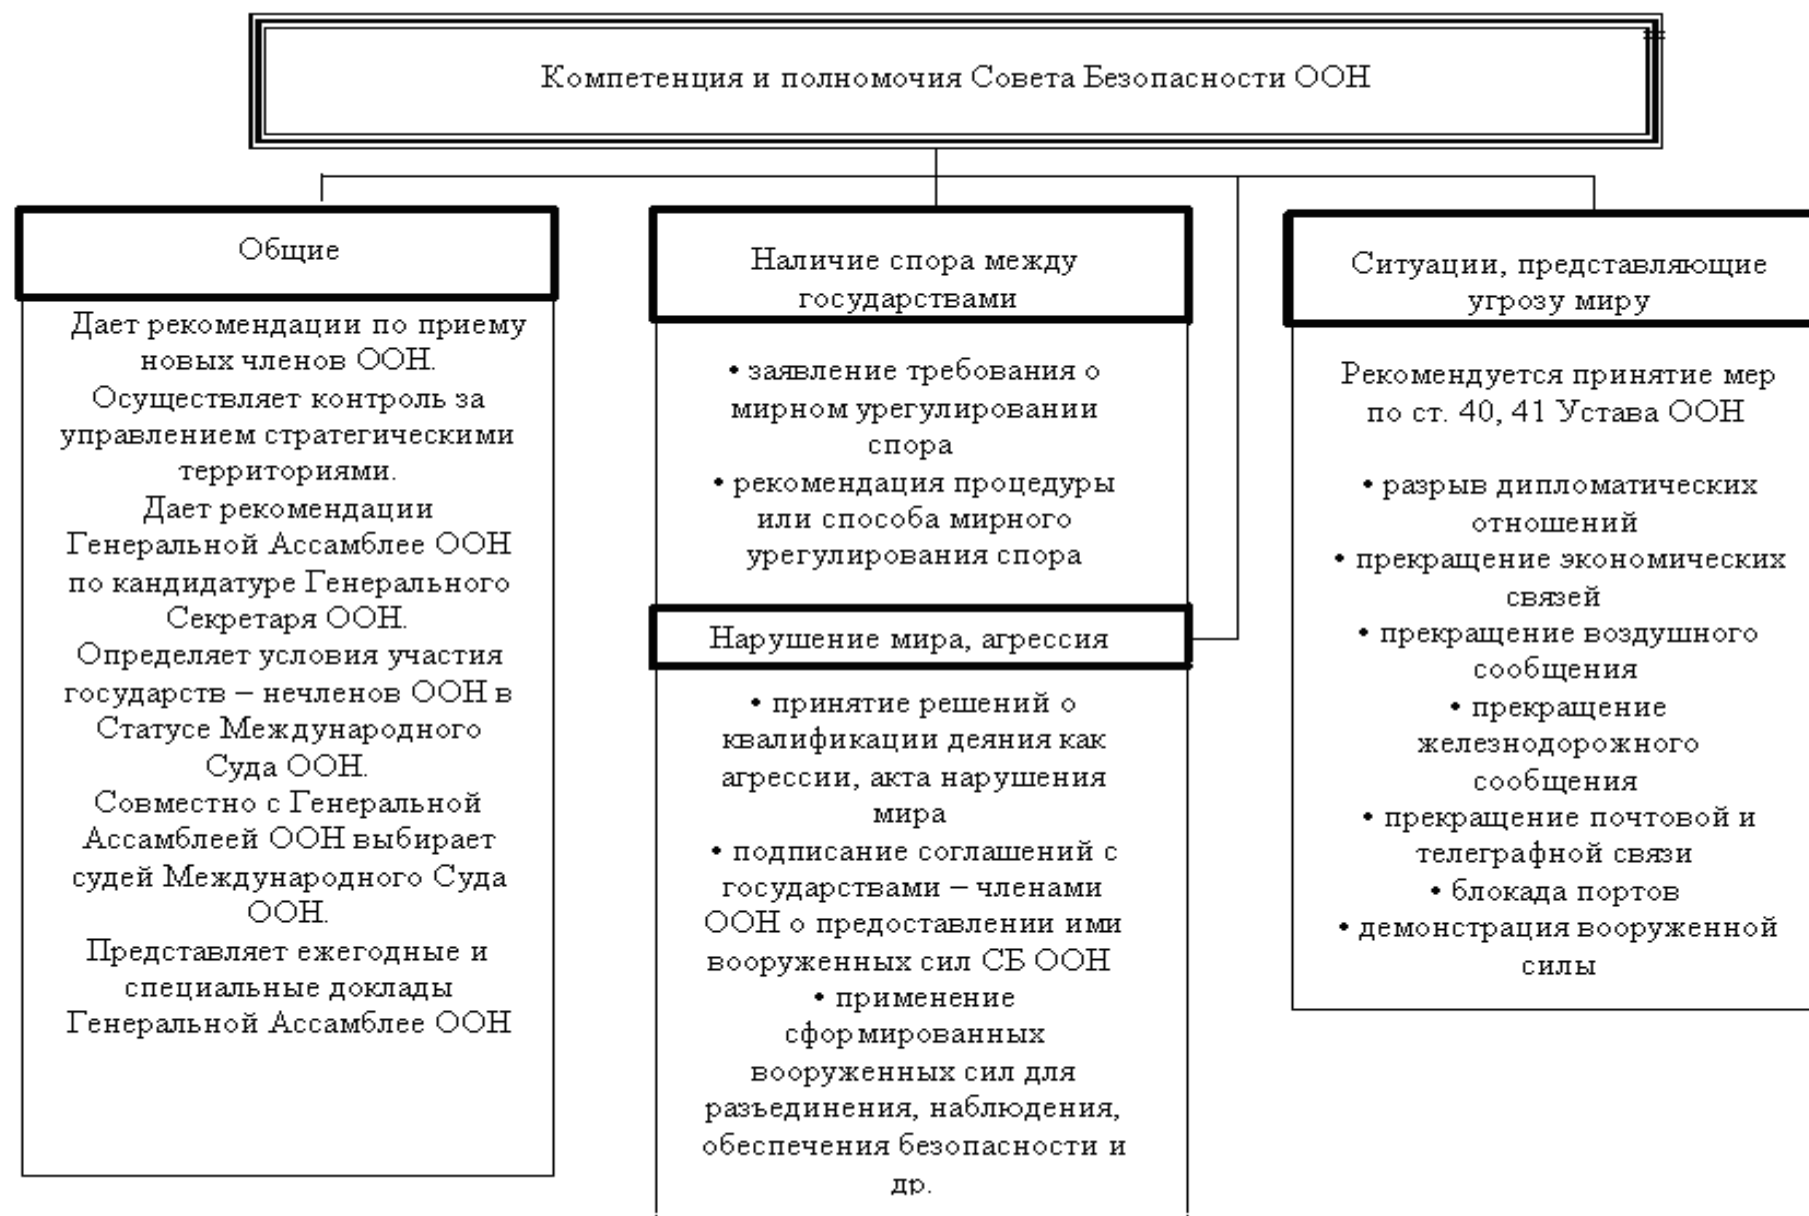 Компетенция и полномочия Совета Безопасности ООН
Общие
Дает рекомендации по приему
новых членов ООН.
Осуществляет контроль за
управлением стратегическими
территориями.
Дает рекомендации
Генеральной Ассамблее ООН
по кандидатуре Генерального
Секретаря ООН.
Определяет условия участия
государств – нечленов ООН в
Статусе Международного
Суда ООН.
Совместно с Генеральной
Ассамблеей ООН выбирает
судей Международного Суда
ООН.
Представляет ежегодные и
специальные доклады
Генеральной Ассамблее ООН
Наличие спора между
государствами
• заявление требования о
мирном урегулировании
спора
• рекомендация процедуры
или способа мирного
урегулирования спора
Нарушение мира, агрессия
• принятие решений о
квалификации деяния как
агрессии, акта нарушения
мира
• подписание соглашений с
государствами – членами
ООН о предоставлении ими
вооруженных сил СБ ООН
• применение
сформированных
вооруженных сил для
разъединения, наблюдения,
обеспечения безопасности и
др.
Ситуации, представляющие
угрозу миру
Рекомендуется принятие мер
по ст. 40, 41 Устава ООН
• разрыв дипломатических
отношений
• прекращение экономических
связей
• прекращение воздушного
сообщения
• прекращение
железнодорожного
сообщения
• прекращение почтовой и
телеграфной связи
• блокада портов
• демонстрация вооруженной
силы